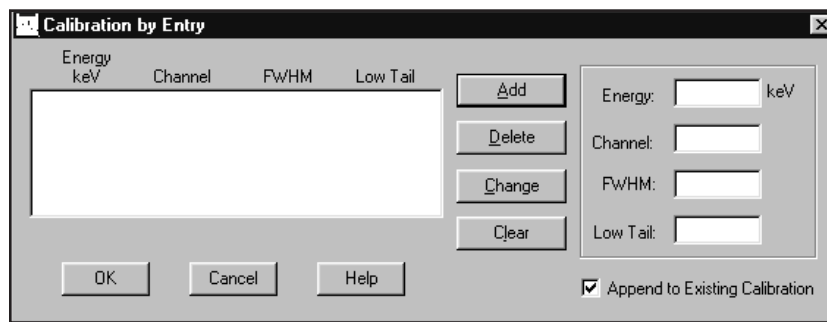 Calibration by Entry
Energy
keV Channel FWHM Low Tail
Add
Delete
Change
Clear
Energy: keV
Channel:
FWHM:
Low Tail:
OK Cancel Help
Append to Existing Calibration